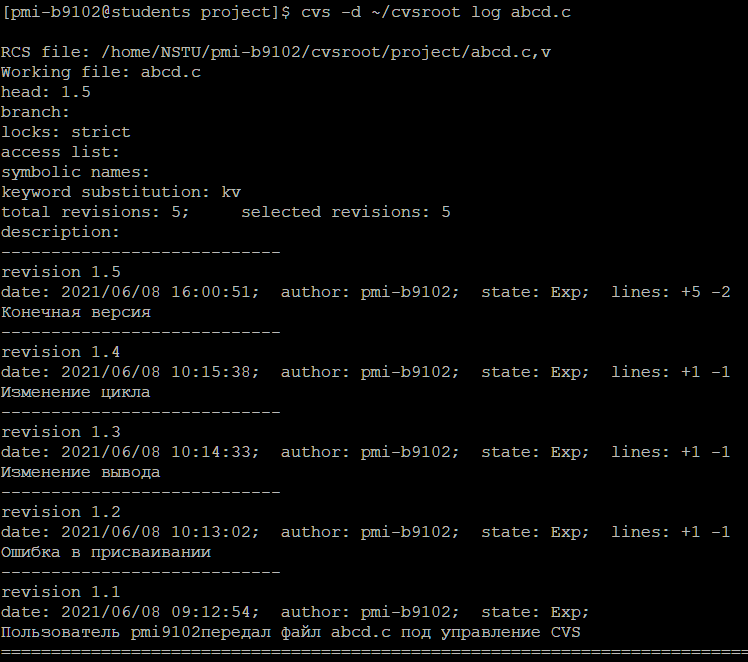 [pmi-b9102@students project]$ cvs -d ~/cvsroot log abcd.c
RCS file: /home/NSTU/pmi-b9102/cvsroot/project/abcd.c,v
Working file: abcd.c
head: 1.5
branch:
locks: strict
access list:
symbolic names:
keyword substitution: kv
total revisions: 5;     selected revisions: 5
description:
----------------------------
revision 1.5
date: 2021/06/08 16:00:51;  author: pmi-b9102;  state: Exp;  lines: +5 -2
Конечная версия
----------------------------
revision 1.4
date: 2021/06/08 10:15:38;  author: pmi-b9102;  state: Exp;  lines: +1 -1
Изменение цикла
----------------------------
revision 1.3
date: 2021/06/08 10:14:33;  author: pmi-b9102;  state: Exp;  lines: +1 -1
Изменение вывода
----------------------------
revision 1.2
date: 2021/06/08 10:13:02;  author: pmi-b9102;  state: Exp;  lines: +1 -1
Ошибка в присваивании
----------------------------
revision 1.1
date: 2021/06/08 09:12:54;  author: pmi-b9102;  state: Exp;
Пользователь pmi9102передал файл abcd.c под управление CVS
===========================================================================